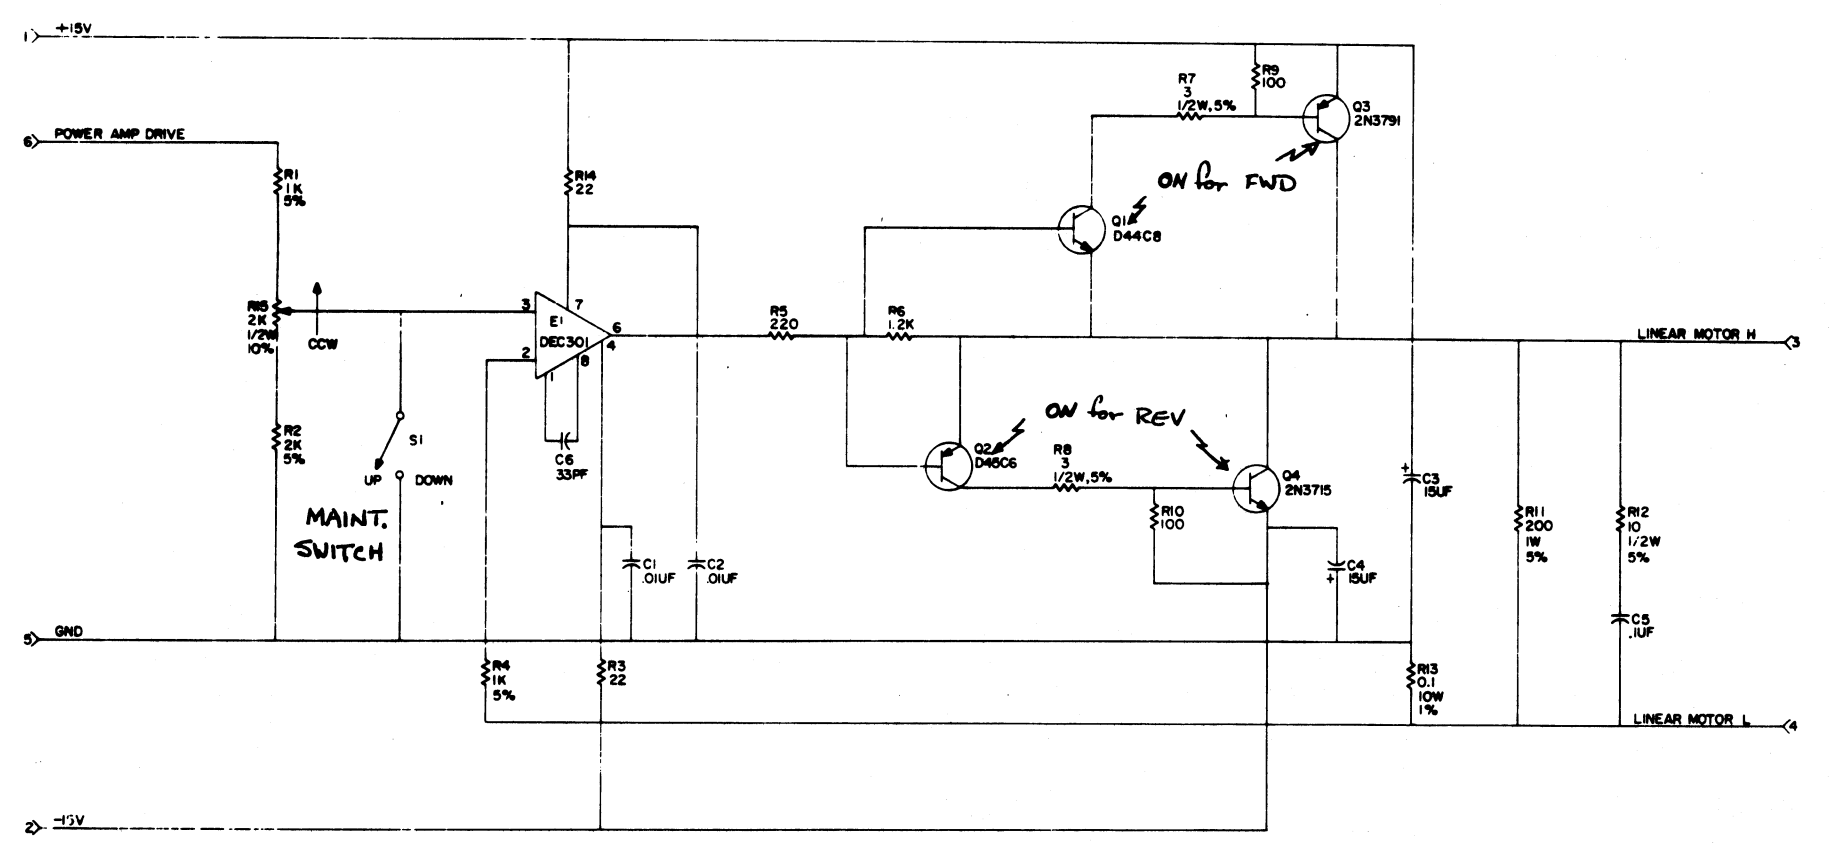 1 +15V
R9
100
R7
3
1/2W, 5%
Q3
2N3791
6 POWER AMP DRIVE
R1
1K
5%
R14
22
ON for FWD
Q1
D44C8
R15
2K
1/2W
10%
CCW
3
7
E1
DEC301
6
4
2
8
1
R5
220
R6
1.2K
LINEAR MOTOR H 3
C6
33PF
R2
2K
5%
S1
UP DOWN
MAINT.
SWITCH
ON for REV
Q2
D45C6
R8
3
1/2W, 5%
Q4
2N3715
R10
100
+
C3
15UF
R11
200
1W
5%
R12
10
1/2W
5%
C1
.01UF
C2
.01UF
C4
+ 15UF
C5
.1UF
5 GND
R4
1K
5%
R3
22
R13
0.1
10W
1%
LINEAR MOTOR L 4
2 -15V